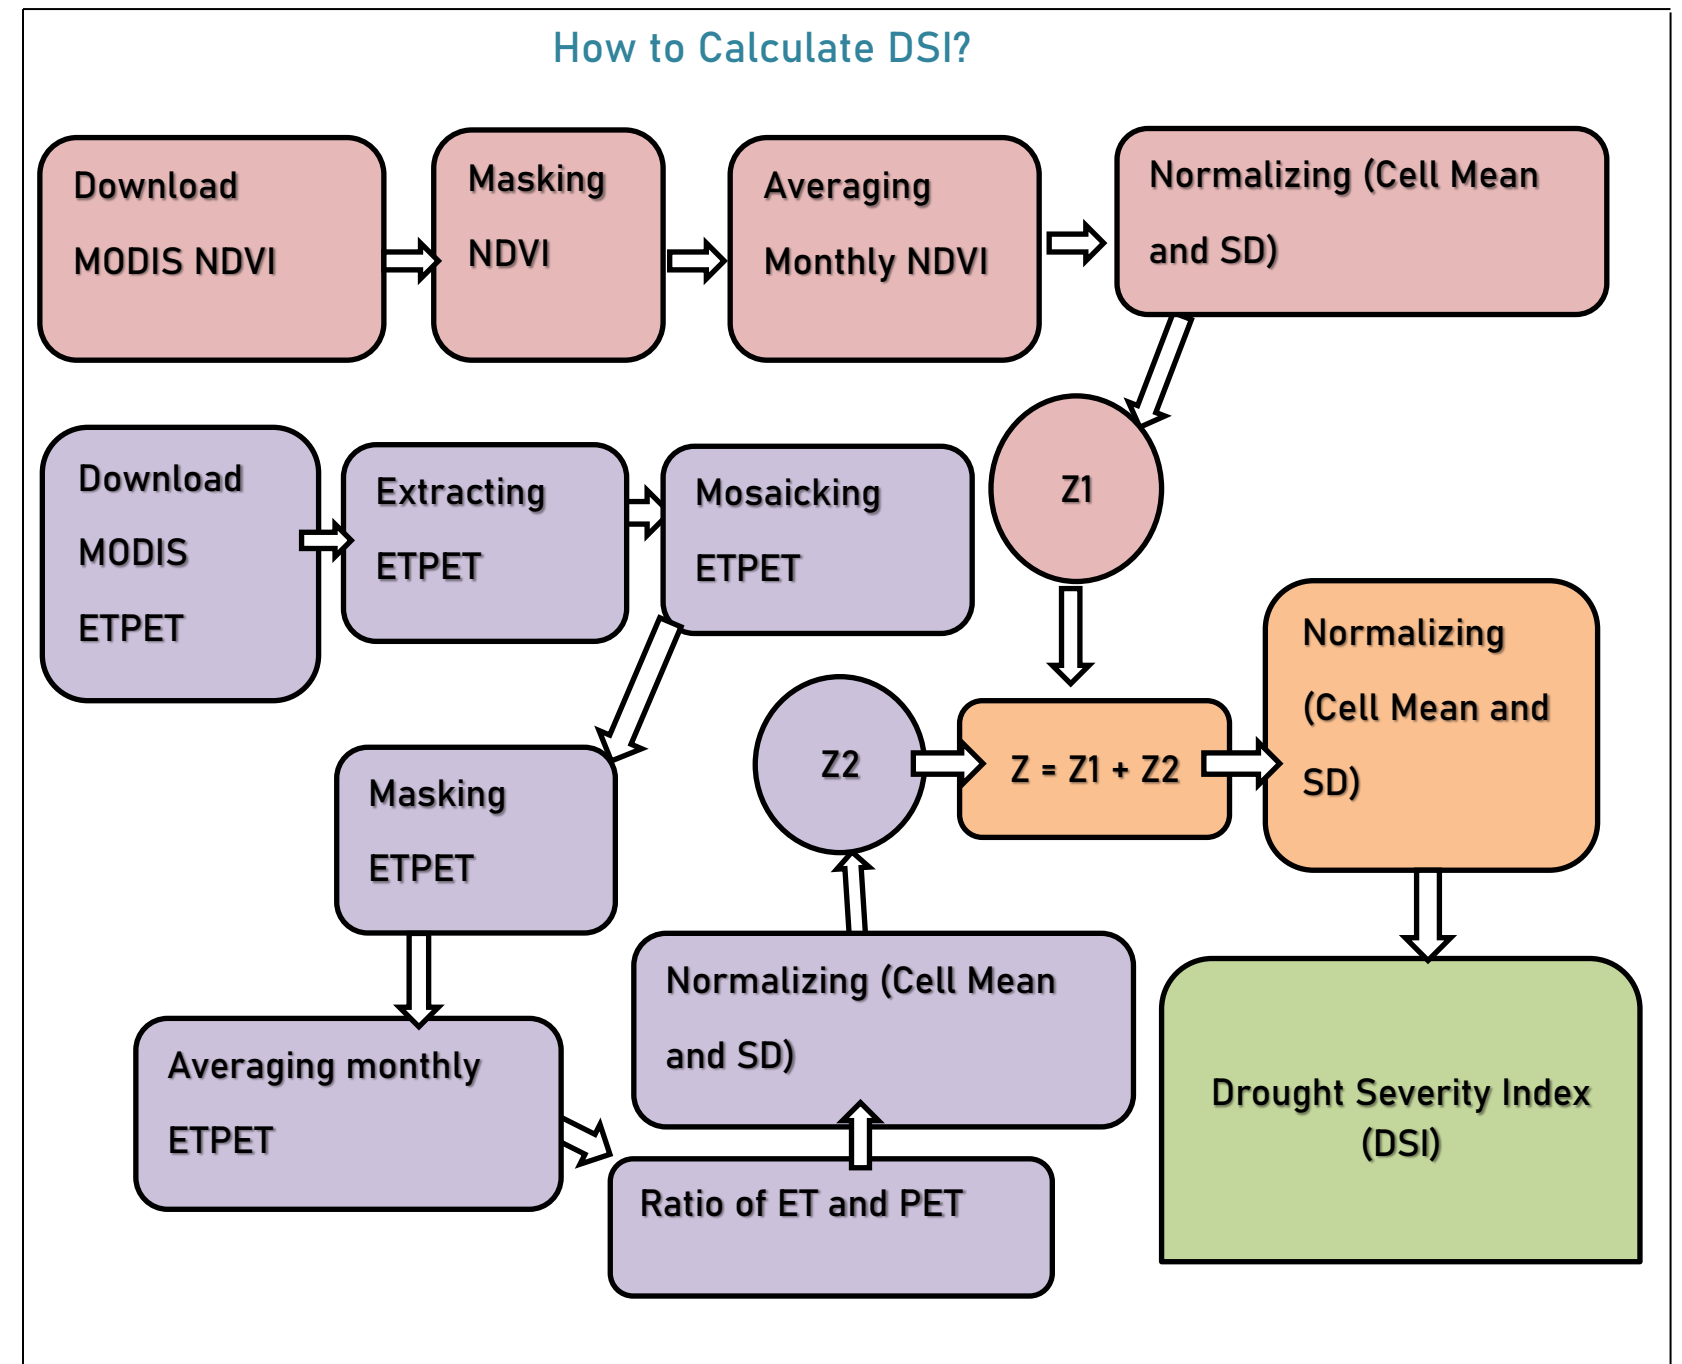 How to Calculate DSI?
Download
MODIS NDVI
Masking
NDVI
Averaging
Monthly NDVI
Normalizing (Cell Mean
and SD)
Z1
Download
MODIS
ETPET
Extracting
ETPET
Mosaicking
ETPET
Masking
ETPET
Averaging monthly
ETPET
Ratio of ET and PET
Normalizing (Cell Mean
and SD)
Z2
Z = Z1 + Z2
Normalizing
(Cell Mean and
SD)
Drought Severity Index
(DSI)